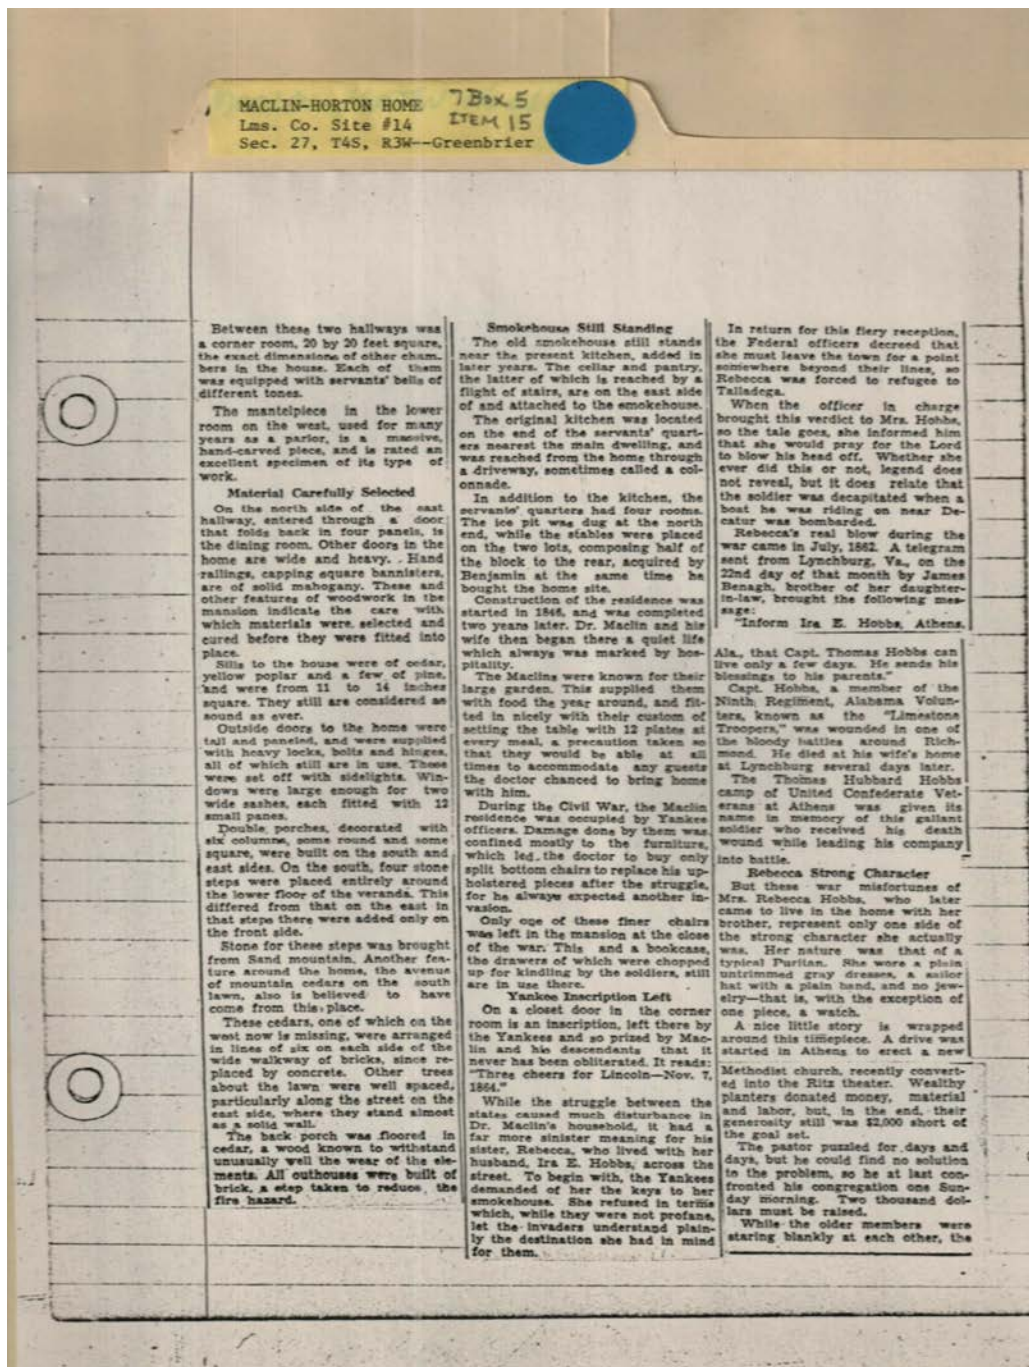 MACLIN-HORTON HOME
Lms. Co. Site #14
Sec. 27, T4S, R3W--Greenbrier
7 Box 5
ITEM 15
Between these two hallways was
a corner room, 20 by 20 feet square,
the exact dimensions of other cham-
bers in the house. Each of them
was equipped with servants' bells of
different tones.
The mantelpiece in the lower
room on the west, used for many
years as a parlor, is a massive,
hand-carved piece, and is rated an
excellent specimen of its type of
work.
Material Carefully Selected
On the north side of the east
hallway, entered through a door
that folds back in four panels, is
the dining room. Other doors in the
home are wide and heavy. Hand
railings, capping square bannisters,
are of solid mahogany. These and
other features of woodwork in the
mansion indicate the care with
which materials were selected and
cured before they were fitted into
place.
Sills to the house were of cedar,
yellow poplar and a few of pine,
and were from 11 to 14 inches
square. They still are considered as
sound as ever.
Outside doors to the home were
tall and paneled, and were supplied
with heavy locks, bolts and hinges,
all of which still are in use. These
were set off with sidelights. Win-
dows were large enough for two
wide sashes, each fitted with 12
small panes.
Double porches, decorated with
six columns, some round and some
square, were built on the south and
east sides. On the south, four stone
steps were placed entirely around
the lower floor of the veranda. This
differed from that on the east in
that steps there were added only on
the front side.
Stone for these steps was brought
from Sand mountain. Another fea-
ture around the home, the avenue
of mountain cedars on the south
lawn, also is believed to have
come from this place.
These cedars, one of which on the
west now is missing, were arranged
in lines of six on each side of the
wide walkway of bricks, since re-
placed by concrete. Other trees
about the lawn were well spaced,
particularly along the street on the
east side, where they stand almost
as a solid wall.
The back porch was floored in
cedar, a wood known to withstand
unusually well the wear of the ele-
ments. All outhouses were built of
brick, a step taken to reduce the
fire hazard.
Smokehouse Still Standing
The old smokehouse still stands
near the present kitchen, added in
later years. The cellar and pantry,
the latter of which is reached by a
flight of stairs, are on the east side
of and attached to the smokehouse.
The original kitchen was located
on the end of the servants' quart-
ers nearest the main dwelling, and
was reached from the home through
a driveway, sometimes called a col-
onnade.
In addition to the kitchen, the
servants' quarters had four rooms.
The ice pit was dug at the north
end, while the stables were placed
on the two lots, composing half of
the block to the rear, acquired by
Benjamin at the same time he
bought the home site.
Construction of the residence was
started in 1846, and was completed
two years later. Dr. Maclin and his
wife then began there a quiet life
which always was marked by hos-
pitality.
The Maclins were known for their
large garden. This supplied them
with food the year around, and fit-
ted in nicely with their custom of
setting the table with 12 plates at
every meal, a precaution taken so
that they would be able at all
times to accommodate any guests
the doctor chanced to bring home
with him.
During the Civil War, the Maclin
residence was occupied by Yankee
officers. Damage done by them was
confined mostly to the furniture,
which led the doctor to buy only
split bottom chairs to replace his up-
holstered pieces after the struggle,
for he always expected another in-
vasion.
Only one of these finer chairs
was left in the mansion at the close
of the war. This and a bookcase,
the drawers of which were chopped
up for kindling by the soldiers, still
are in use there.
Yankee Inscription Left
On a closet door in the corner
room is an inscription, left there by
the Yankees and so prized by Mac-
lin and his descendants that it
never has been obliterated. It reads:
"Three cheers for Lincoln—Nov. 7,
1864."
While the struggle between the
states caused much disturbance in
Dr. Maclin's household, it had a
far more sinister meaning for his
sister, Rebecca, who lived with her
husband, Ira E. Hobbs, across the
street. To begin with, the Yankees
demanded of her the keys to her
smokehouse. She refused in terms
which, while they were not profane,
let the invaders understand plain-
ly the destination she had in mind
for them.
In return for this fiery reception,
the Federal officers decreed that
she must leave the town for a point
somewhere beyond their lines, so
Rebecca was forced to refugee to
Talladega.
When the officer in charge
brought this verdict to Mrs. Hobbs,
so the tale goes, she informed him
that she would pray for the Lord
to blow his head off. Whether she
ever did this or not, legend does
not reveal, but it does relate that
the soldier was decapitated when a
boat he was riding on near De-
catur was bombarded.
Rebecca's real blow during the
war came in July, 1862. A telegram
sent from Lynchburg, Va., on the
22nd day of that month by James
Benagh, brother of her daughter-
in-law, brought the following mes-
sage:
"Inform Ira E. Hobbs, Athens,
Ala., that Capt. Thomas Hobbs can
live only a few days. He sends his
blessings to his parents."
Capt. Hobbs, a member of the
Ninth Regiment, Alabama Volun-
ters, known as the "Limestone
Troopers," was wounded in one of
the bloody battles around Rich-
mond. He died at his wife's home
at Lynchburg several days later.
The Thomas Hubbard Hobbs
camp of United Confederate Vet-
erans at Athens was given its
name in memory of this gallant
soldier who received his death
wound while leading his company
into battle.
Rebecca Strong Character
But these war misfortunes of
Mrs. Rebecca Hobbs, who later
came to live in the home with her
brother, represent only one side of
the strong character she actually
was. Her nature was that of a
typical Puritan. She wore a plain
untrimmed gray dresses, a sailor
hat with a plain band, and no jew-
elry—that is, with the exception of
one piece, a watch.
A nice little story is wrapped
around this timepiece. A drive was
started in Athens to erect a new
Methodist church, recently convert-
ed into the Ritz theater. Wealthy
planters donated money, material
and labor, but, in the end, their
generosity still was $2,000 short of
the goal set.
The pastor puzzled for days and
days, but he could find no solution
to the problem, so he at last con-
fronted his congregation one Sun-
day morning. Two thousand dol-
lars must be raised.
While the older members were
staring blankly at each other, the